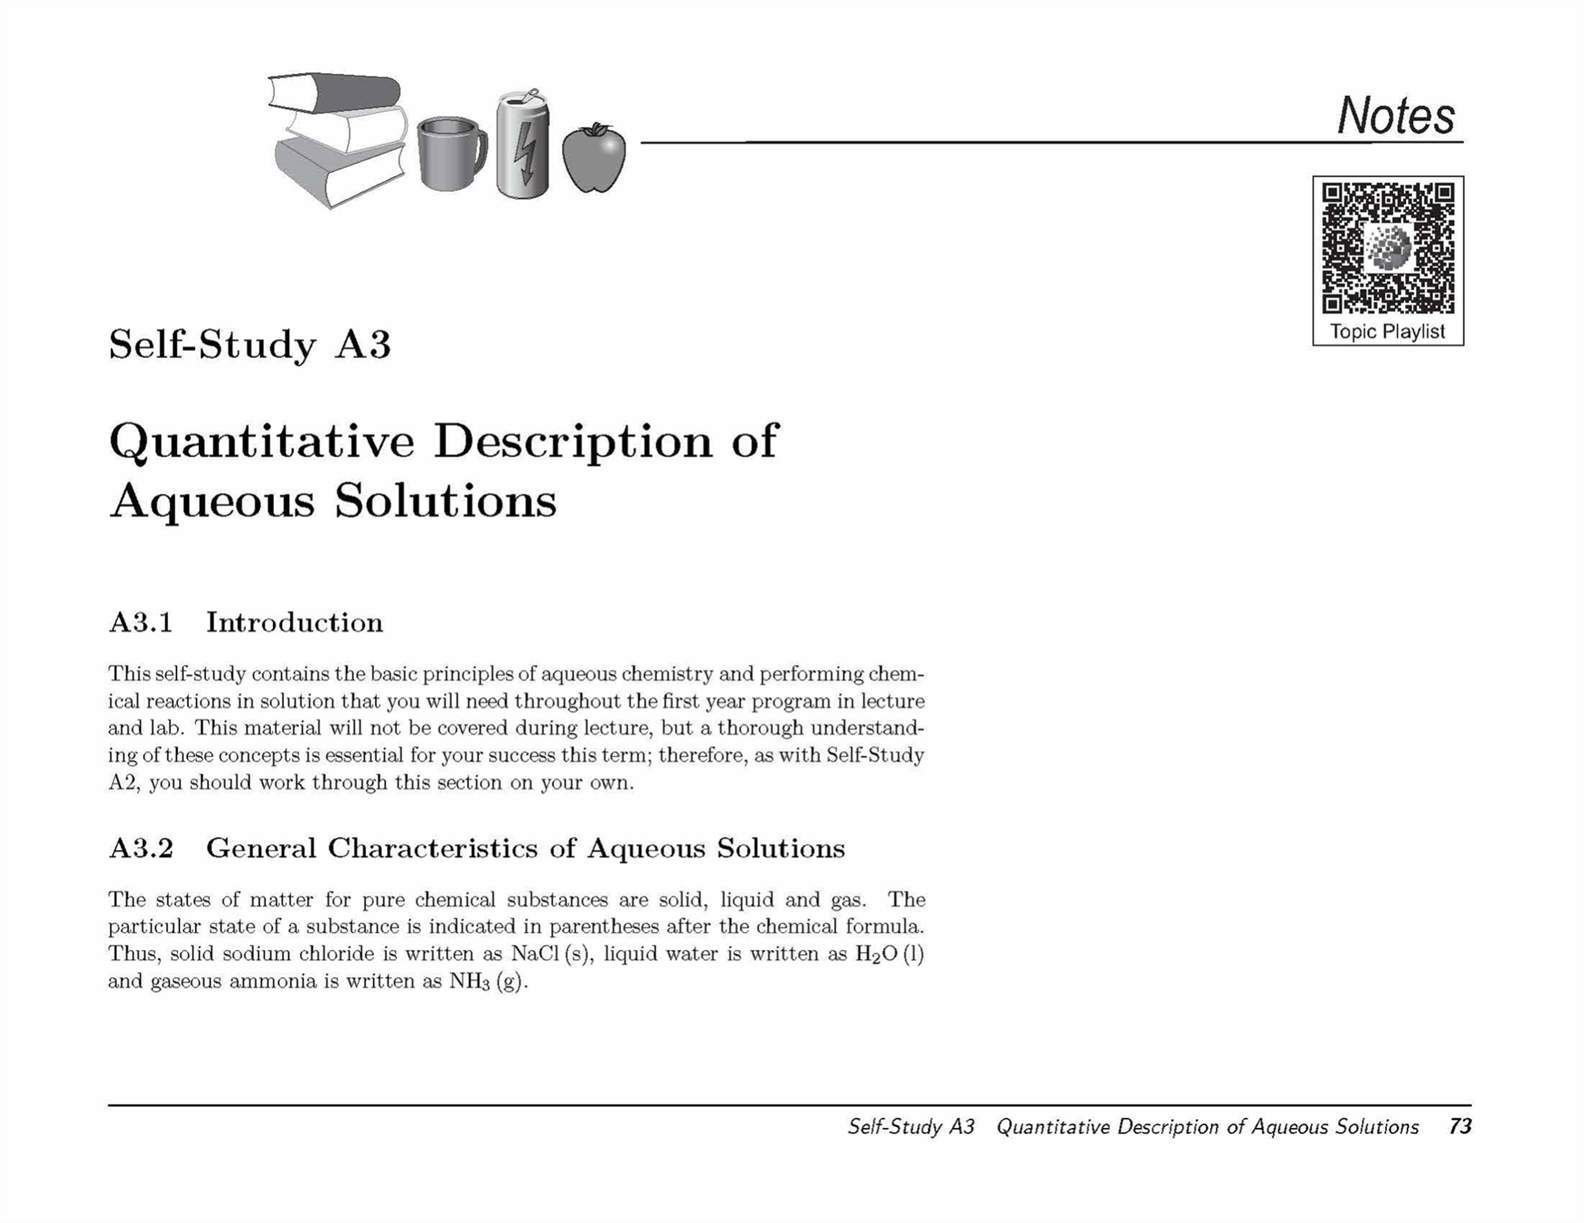 Notes
Topic Playlist
Self-Study A3
Quantitative Description of
Aqueous Solutions
A3.1 Introduction
This self-study contains the basic principles of aqueous chemistry and performing chem-
ical reactions in solution that you will need throughout the first year program in lecture
and lab. This material will not be covered during lecture, but a thorough understand-
ing of these concepts is essential for your success this term; therefore, as with Self-Study
A2, you should work through this section on your own.
A3.2 General Characteristics of Aqueous Solutions
The states of matter for pure chemical substances are solid, liquid and gas. The
particular state of a substance is indicated in parentheses after the chemical formula.
Thus, solid sodium chloride is written as NaCl (s), liquid water is written as H₂O (l)
and gaseous ammonia is written as NH₃ (g).
Self-Study A3 Quantitative Description of Aqueous Solutions 73